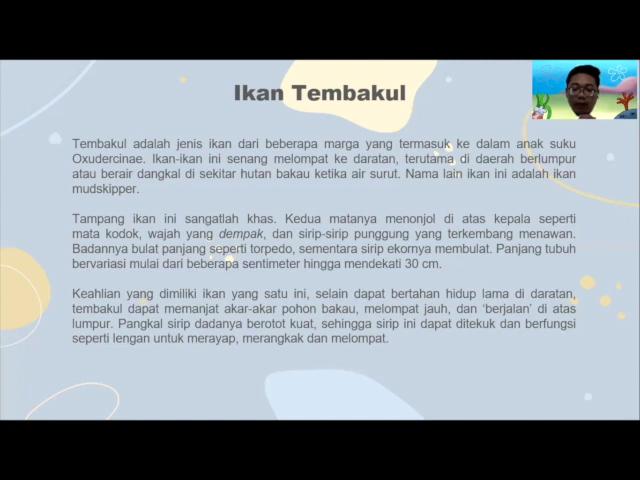 Ikan Tembakul
Tembakul adalah jenis ikan dari beberapa marga yang termasuk ke dalam anak suku
Oxudercinae. Ikan-ikan ini senang melompat ke daratan, terutama di daerah berlumpur
atau berair dangkal di sekitar hutan bakau ketika air surut. Nama lain ikan ini adalah ikan
mudskipper.
Tampang ikan ini sangatlah khas. Kedua matanya menonjol di atas kepala seperti
mata kodok, wajah yang dempak, dan sirip-sirip punggung yang terkembang menawan.
Badannya bulat panjang seperti torpedo, sementara sirip ekornya membulat. Panjang tubuh
bervariasi mulai dari beberapa sentimeter hingga mendekati 30 cm.
Keahlian yang dimiliki ikan yang satu ini, selain dapat bertahan hidup lama di daratan,
tembakul dapat memanjat akar-akar pohon bakau, melompat jauh, dan ‘berjalan’ di atas
lumpur. Pangkal sirip dadanya berotot kuat, sehingga sirip ini dapat ditekuk dan berfungsi
seperti lengan untuk merayap, merangkak dan melompat.